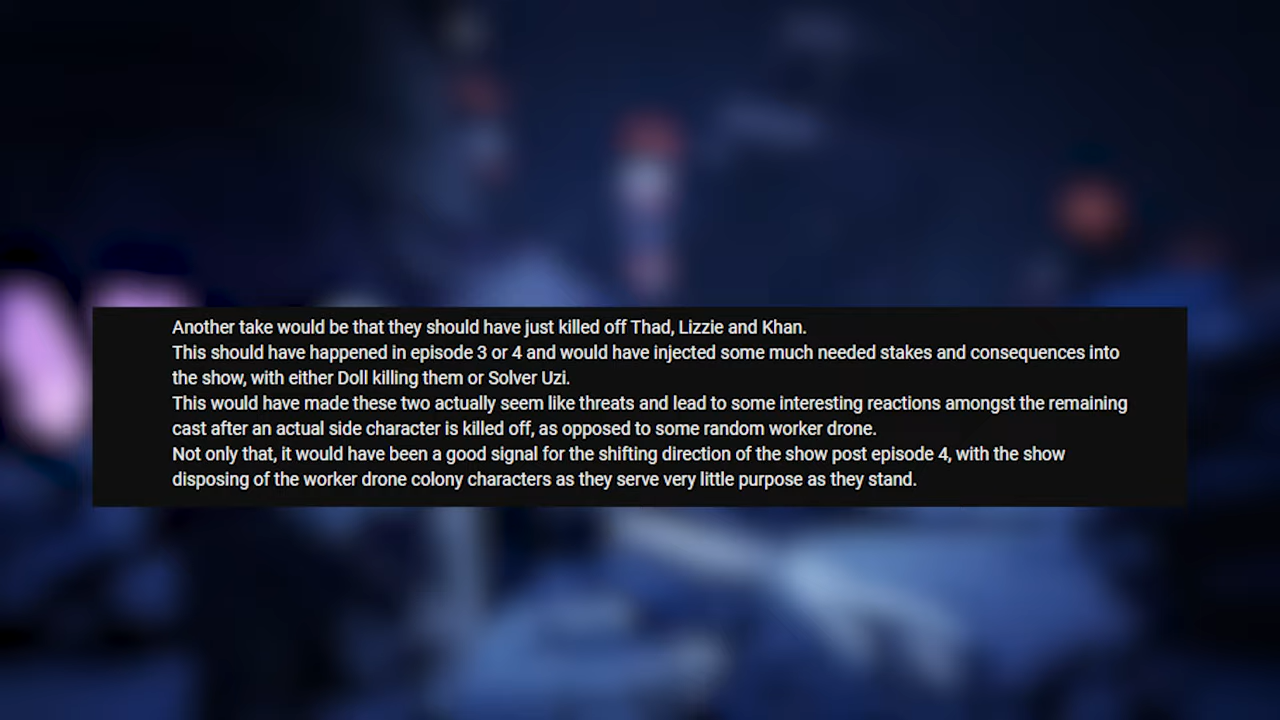 Another take would be that they should have just killed off Thad, Lizzie and Khan.
This should have happened in episode 3 or 4 and would have injected some much needed stakes and consequences into
the show, with either Doll killing them or Solver Uzi.
This would have made these two actually seem like threats and lead to some interesting reactions amongst the remaining
cast after an actual side character is killed off, as opposed to some random worker drone.
Not only that, it would have been a good signal for the shifting direction of the show post episode 4, with the show
disposing of the worker drone colony characters as they serve very little purpose as they stand.